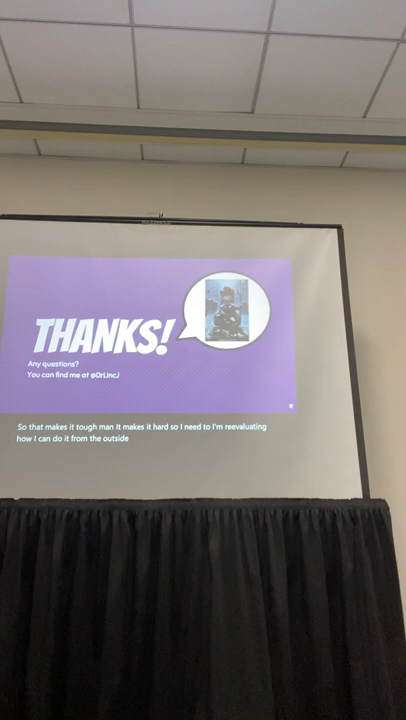 THANKS!
Any questions?
You can find me at @DrLincJ
So that makes it tough man It makes it hard so I need to I'm reevaluating
how I can do it from the outside